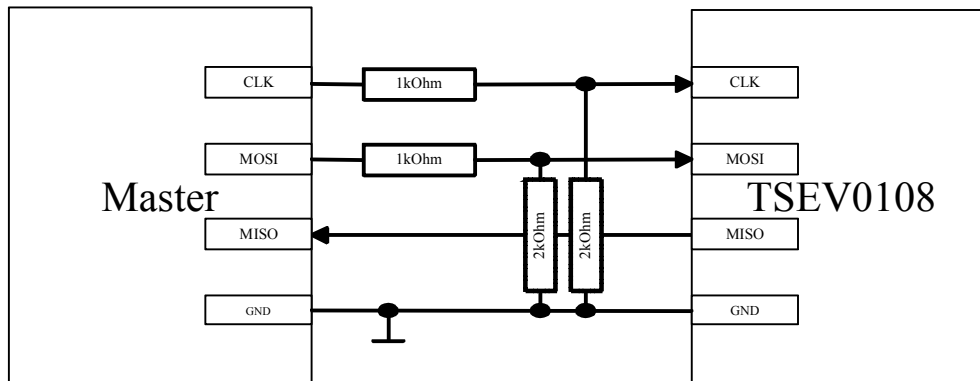 CLK
1kOhm
CLK
MOSI
1kOhm
MOSI
Master
TSEV0108
MISO
2kOhm
2kOhm
MISO
GND
GND